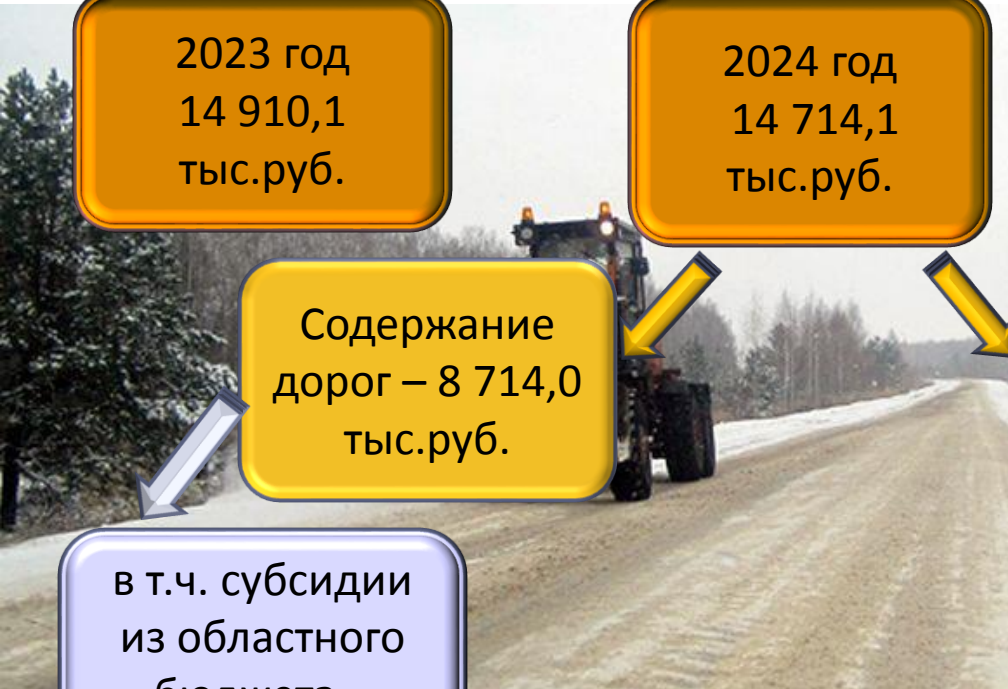 2023 год
14 910,1
тыс.руб.
2024 год
14 714,1
тыс.руб.
Содержание
дорог – 8 714,0
тыс.руб.
в т.ч. субсидии
из областного